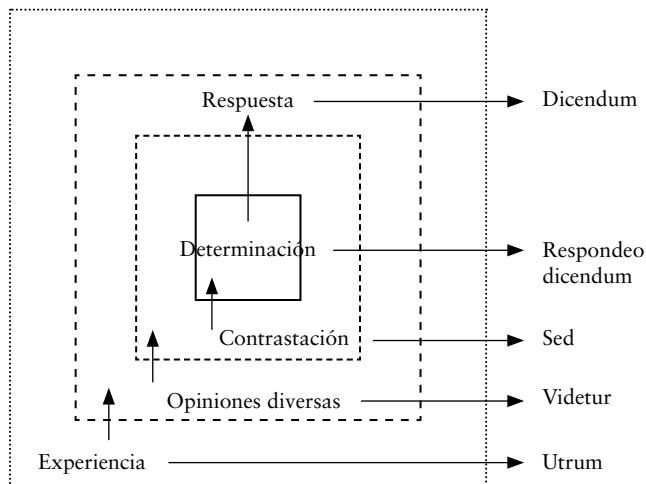 Respuesta
Dicendum
Determinación
Respondeo
dicendum
Contrastación
Sed
Opiniones diversas
Videtur
Experiencia
Utrum